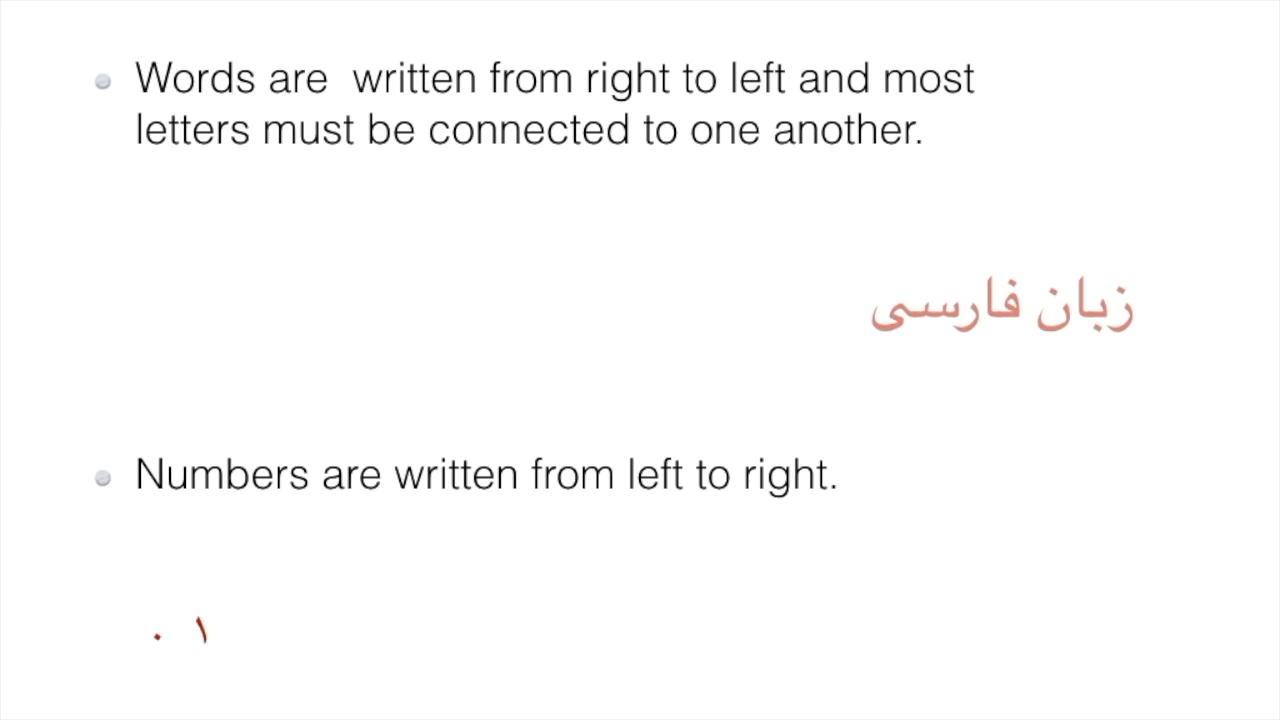 Words are  written from right to left and most
letters must be connected to one another.
زبان فارسی
Numbers are written from left to right.
۰ ۱